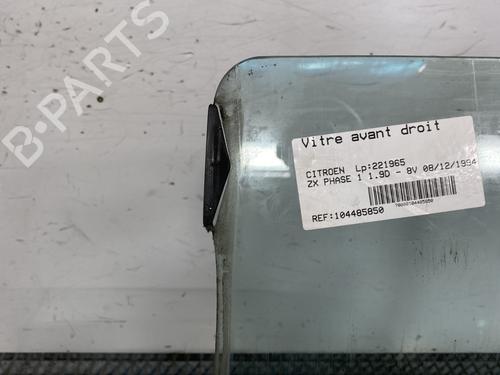 B-PARTS
Vitre avant droit
CITROEN Lp:221965
ZX PHASE 1 1.9D - 8V 08/12/1994
REF:104485850